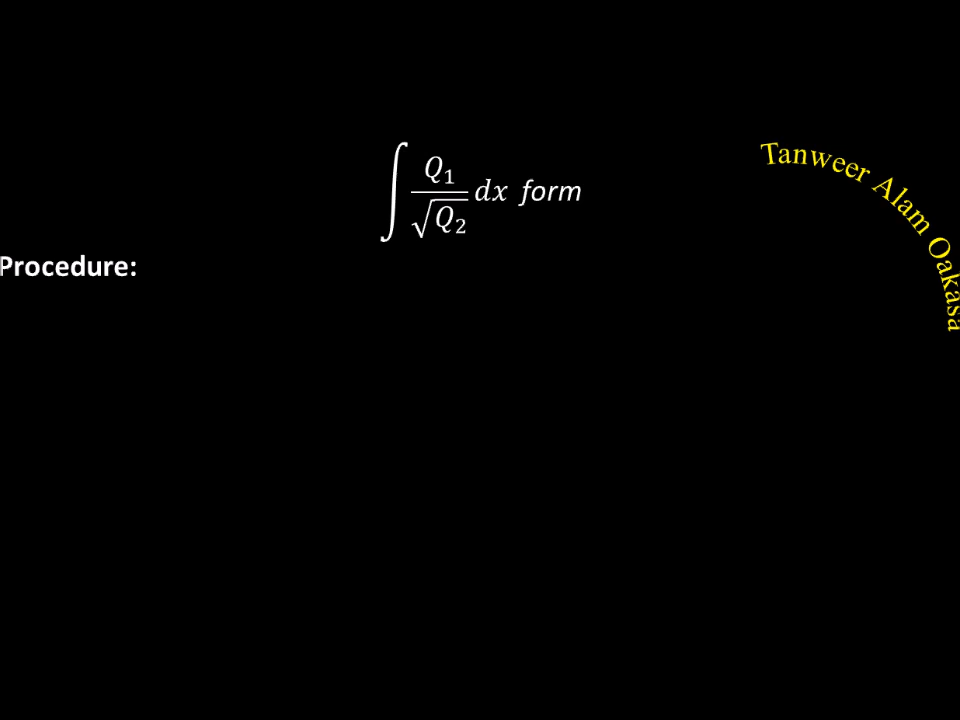 ∫ Q₁/√Q₂ dx form
Tanweer Alam Oakasa
Procedure: